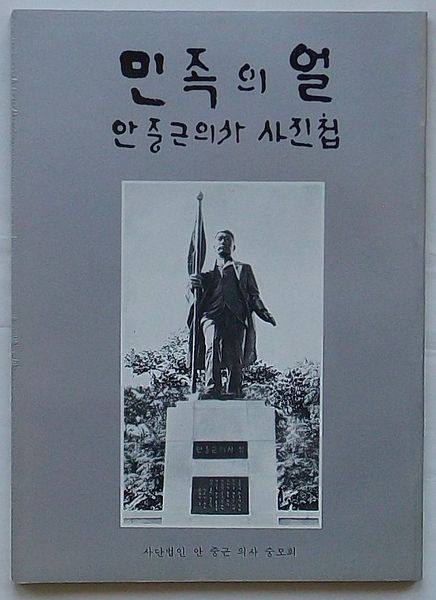 민족의 얼
안중근의사 사진첩
안중근의사 상
사단법인 안 중근 의사 숭모회